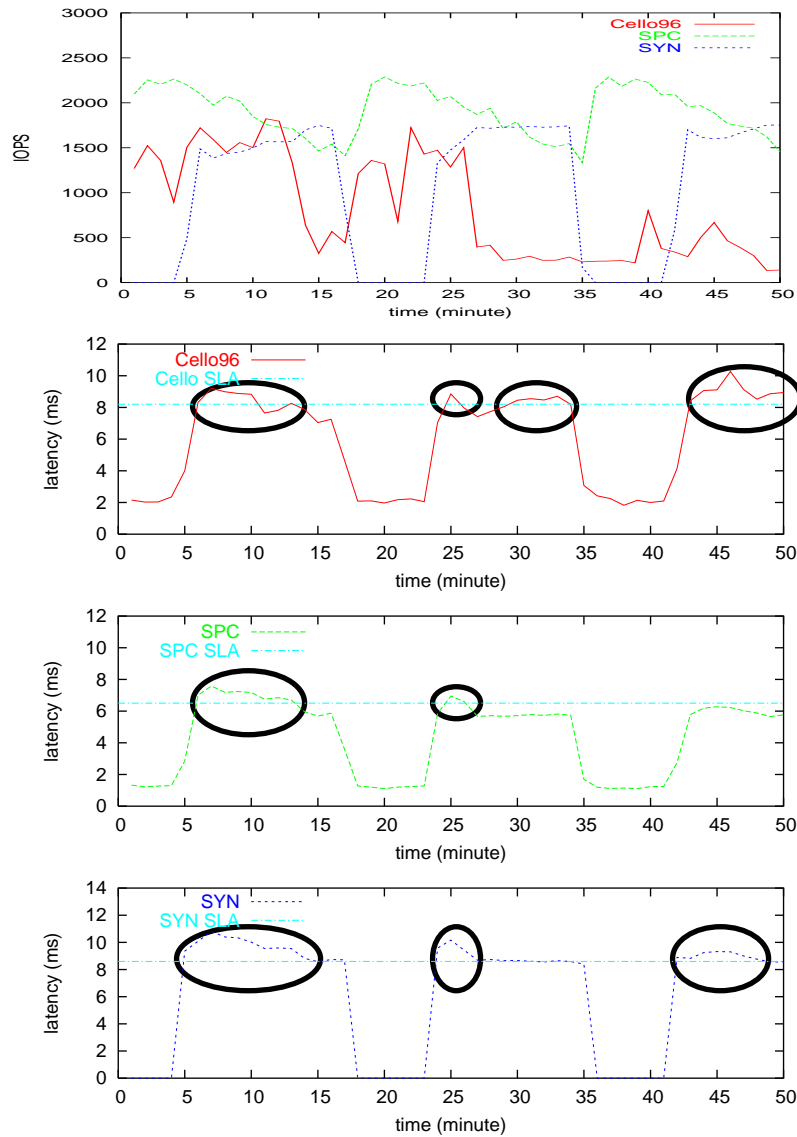 3000
2500
2000
1500
1000
500
0
IOPS
Cello96
SPC
SYN
0 5 10 15 20 25 30 35 40 45 50
time (minute)
12
10
8
6
4
2
0
latency (ms)
Cello96
Cello SLA
0 5 10 15 20 25 30 35 40 45 50
time (minute)
12
10
8
6
4
2
0
latency (ms)
SPC
SPC SLA
0 5 10 15 20 25 30 35 40 45 50
time (minute)
14
12
10
8
6
4
2
0
latency (ms)
SYN
SYN SLA
0 5 10 15 20 25 30 35 40 45 50
time (minute)